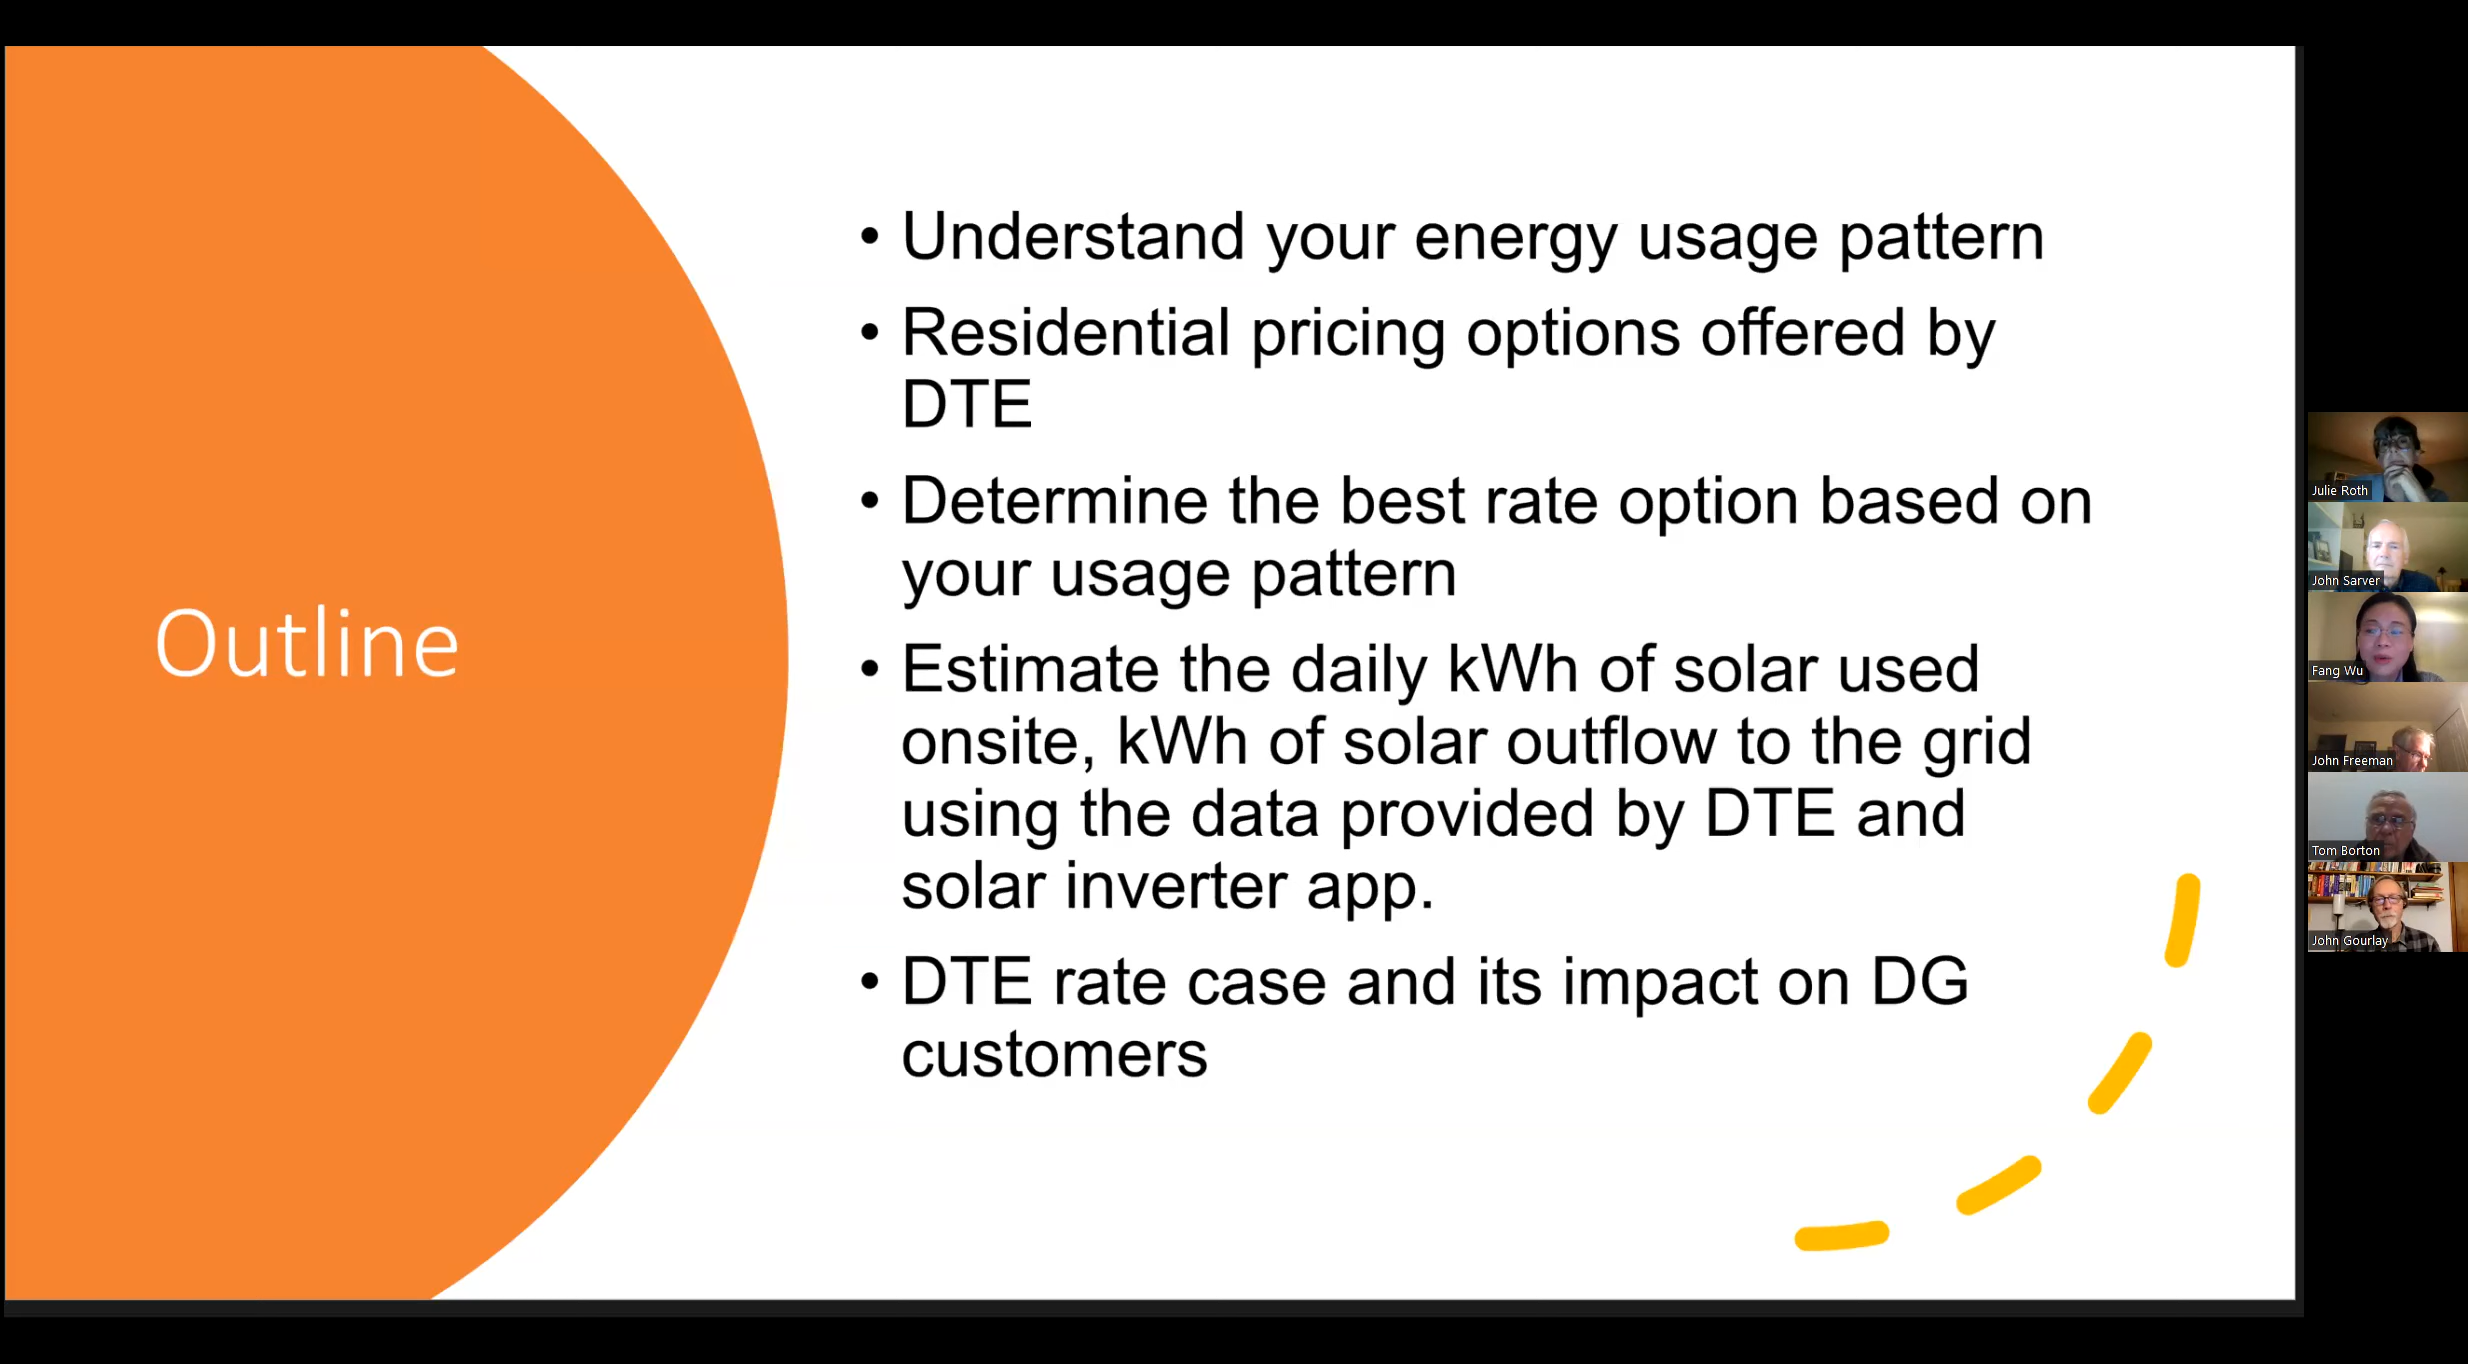 Outline
• Understand your energy usage pattern
• Residential pricing options offered by
DTE
• Determine the best rate option based on
your usage pattern
• Estimate the daily kWh of solar used
onsite, kWh of solar outflow to the grid
using the data provided by DTE and
solar inverter app.
• DTE rate case and its impact on DG
customers
Julie Roth
John Sarver
Fang Wu
John Freeman
Tom Borton
John Gourlay